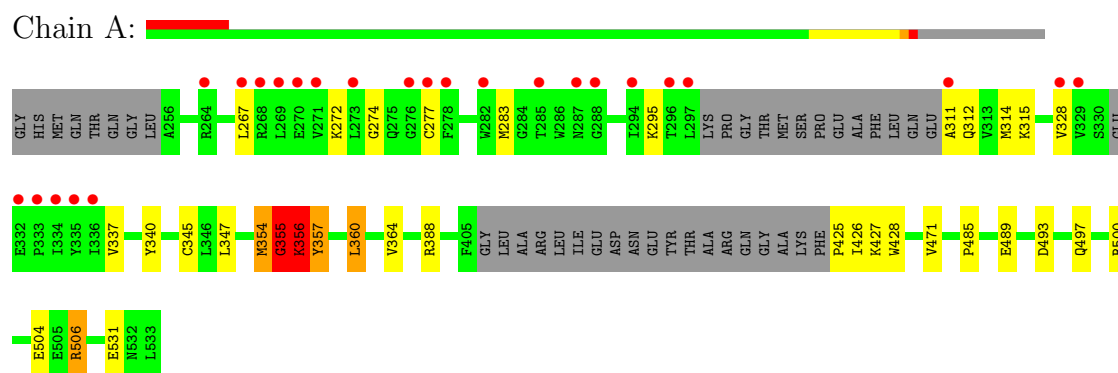 Chain A:
GLY HIS MET GLN THR GLN GLY LEU A256 R264 L267 R268 L269 E270 V271 M272 L273 G274 Q275 G276 C277 F278 W282 M283 G284 T285 W286 N287 G288 I294 K295 T296 L297 LYS PRO GLY THR MET SER PRO GLU ALA PHE LEU GLN GLU A311 Q312 V313 M314 K315 V328 V329 S330
E332 P333 I334 Y335 I336 V337 Y340 C345 L346 L347 M354 G355 K356 Y357 L360 V364 R388 F405 GLY LEU ALA ARG LEU ILE GLU ASP ASN GLU TYR THR ALA ARG GLN GLY ALA LYS PHE P425 I426 K427 W428 V471 P485 E489 D493 Q497 R500
E504 E505 R506 E531 N532 L533